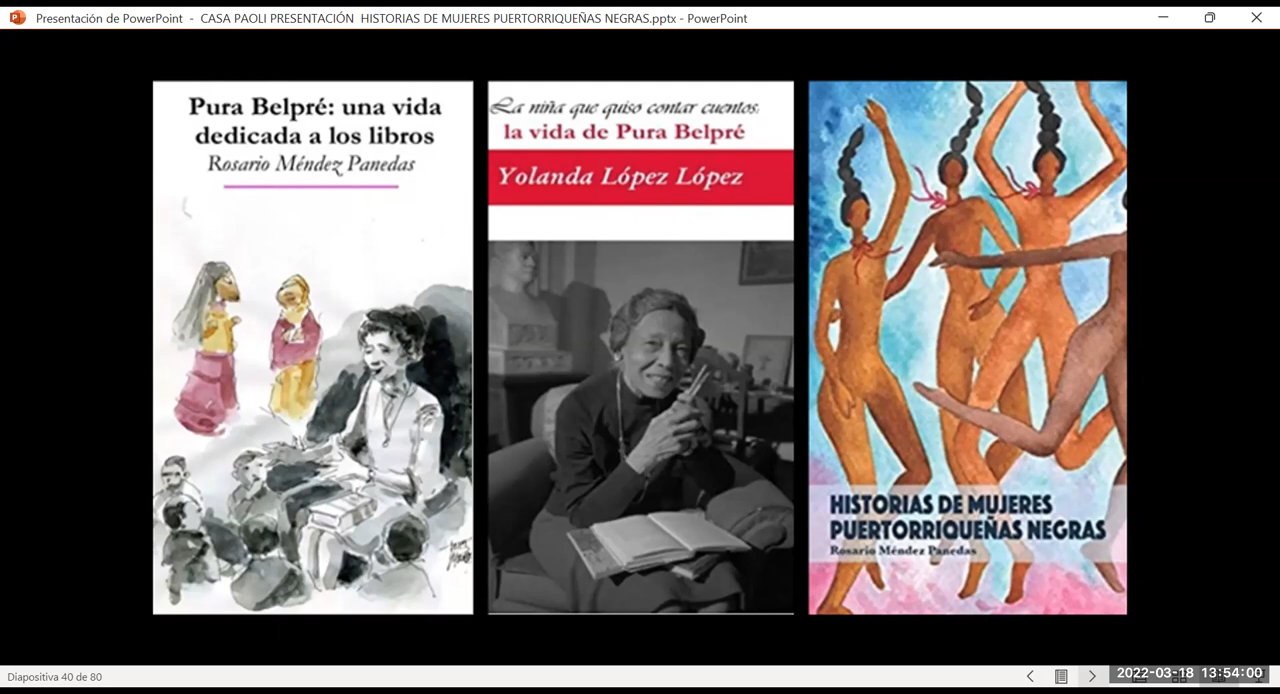 Presentación de PowerPoint - CASA PAOLI PRESENTACIÓN HISTORIAS DE MUJERES PUERTORRIQUEÑAS NEGRAS.pptx - PowerPoint
Pura Belpré: una vida
dedicada a los libros
Rosario Méndez Panedas
La niña que quiso contar cuentos:
la vida de Pura Belpré
Yolanda López López
HISTORIAS DE MUJERES
PUERTORRIQUEÑAS NEGRAS
Rosario Méndez Panedas
Diapositiva 40 de 80
2022-03-18 13:54:00